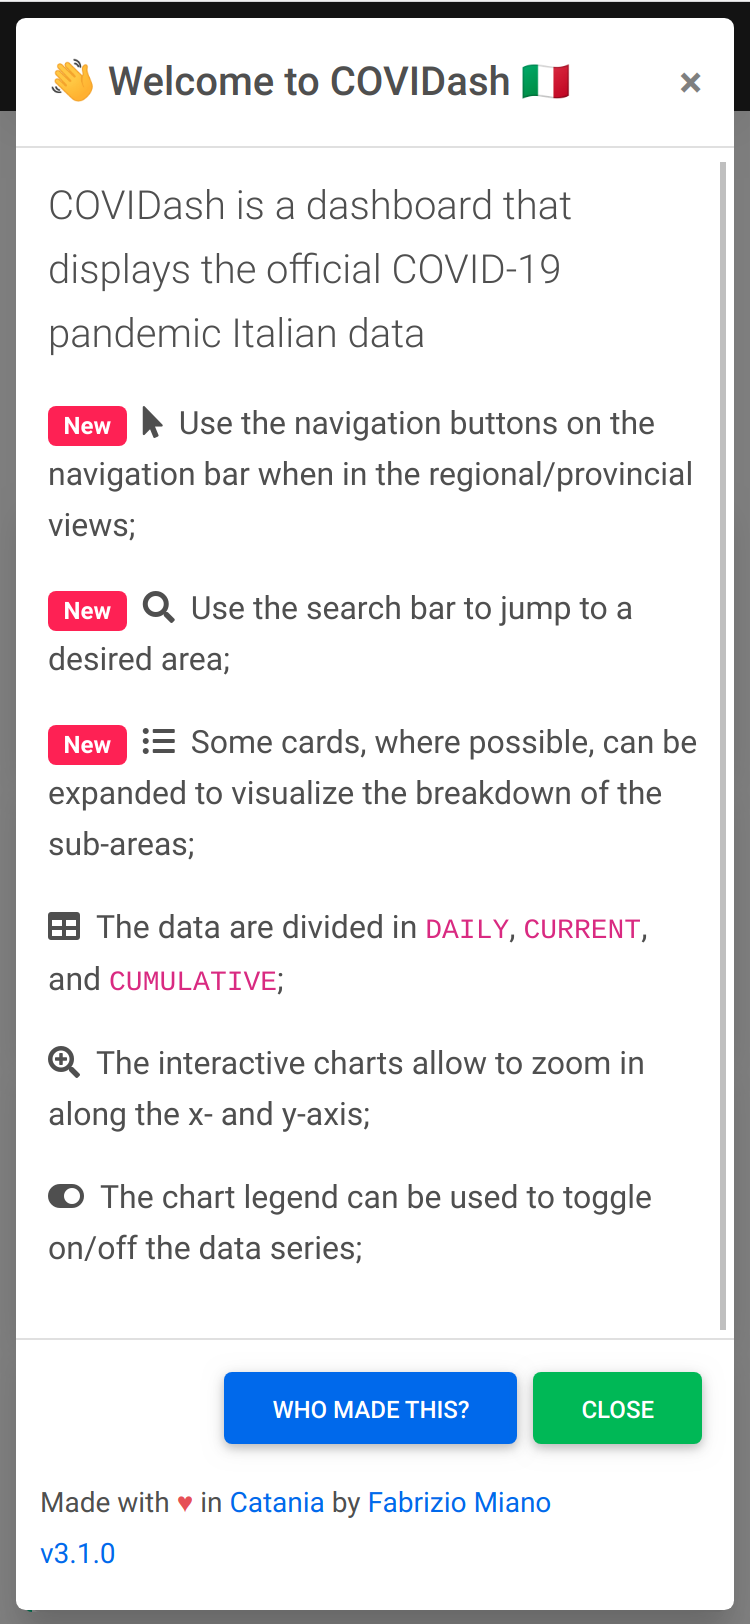 👋 Welcome to COVIDash 🇮🇹 ×
COVIDash is a dashboard that
displays the official COVID-19
pandemic Italian data
New Use the navigation buttons on the
navigation bar when in the regional/provincial
views;
New Use the search bar to jump to a
desired area;
New Some cards, where possible, can be
expanded to visualize the breakdown of the
sub-areas;
The data are divided in DAILY, CURRENT,
and CUMULATIVE;
The interactive charts allow to zoom in
along the x- and y-axis;
The chart legend can be used to toggle
on/off the data series;
WHO MADE THIS? CLOSE
Made with ♥ in Catania by Fabrizio Miano
v3.1.0